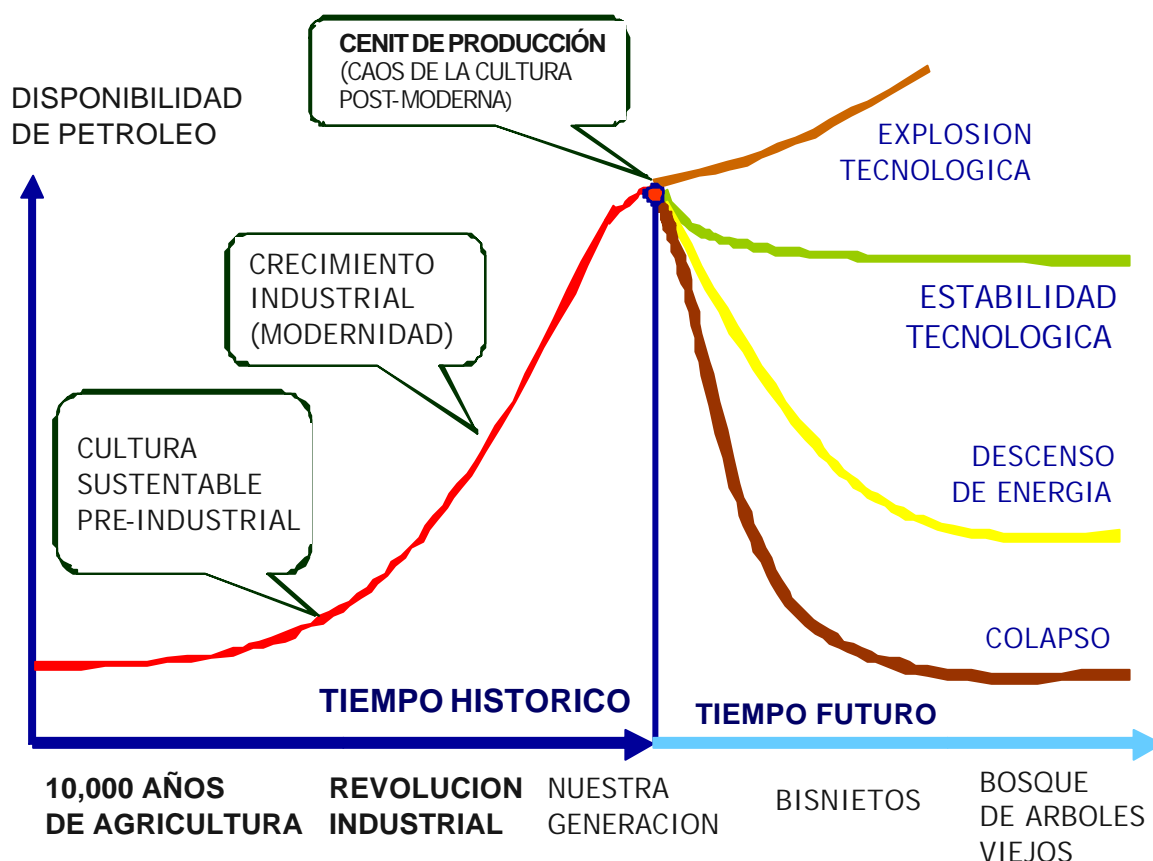 CENIT DE PRODUCCIÓN
(CAOS DE LA CULTURA
POST-MODERNA)
DISPONIBILIDAD
DE PETROLEO
EXPLOSION
TECNOLOGICA
CRECIMIENTO
INDUSTRIAL
(MODERNIDAD)
ESTABILIDAD
TECNOLOGICA
CULTURA
SUSTENTABLE
PRE-INDUSTRIAL
DESCENSO
DE ENERGIA
COLAPSO
TIEMPO HISTORICO
TIEMPO FUTURO
10,000 AÑOS
DE AGRICULTURA
REVOLUCION
INDUSTRIAL
NUESTRA
GENERACION
BISNIETOS
BOSQUE
DE ARBOLES
VIEJOS